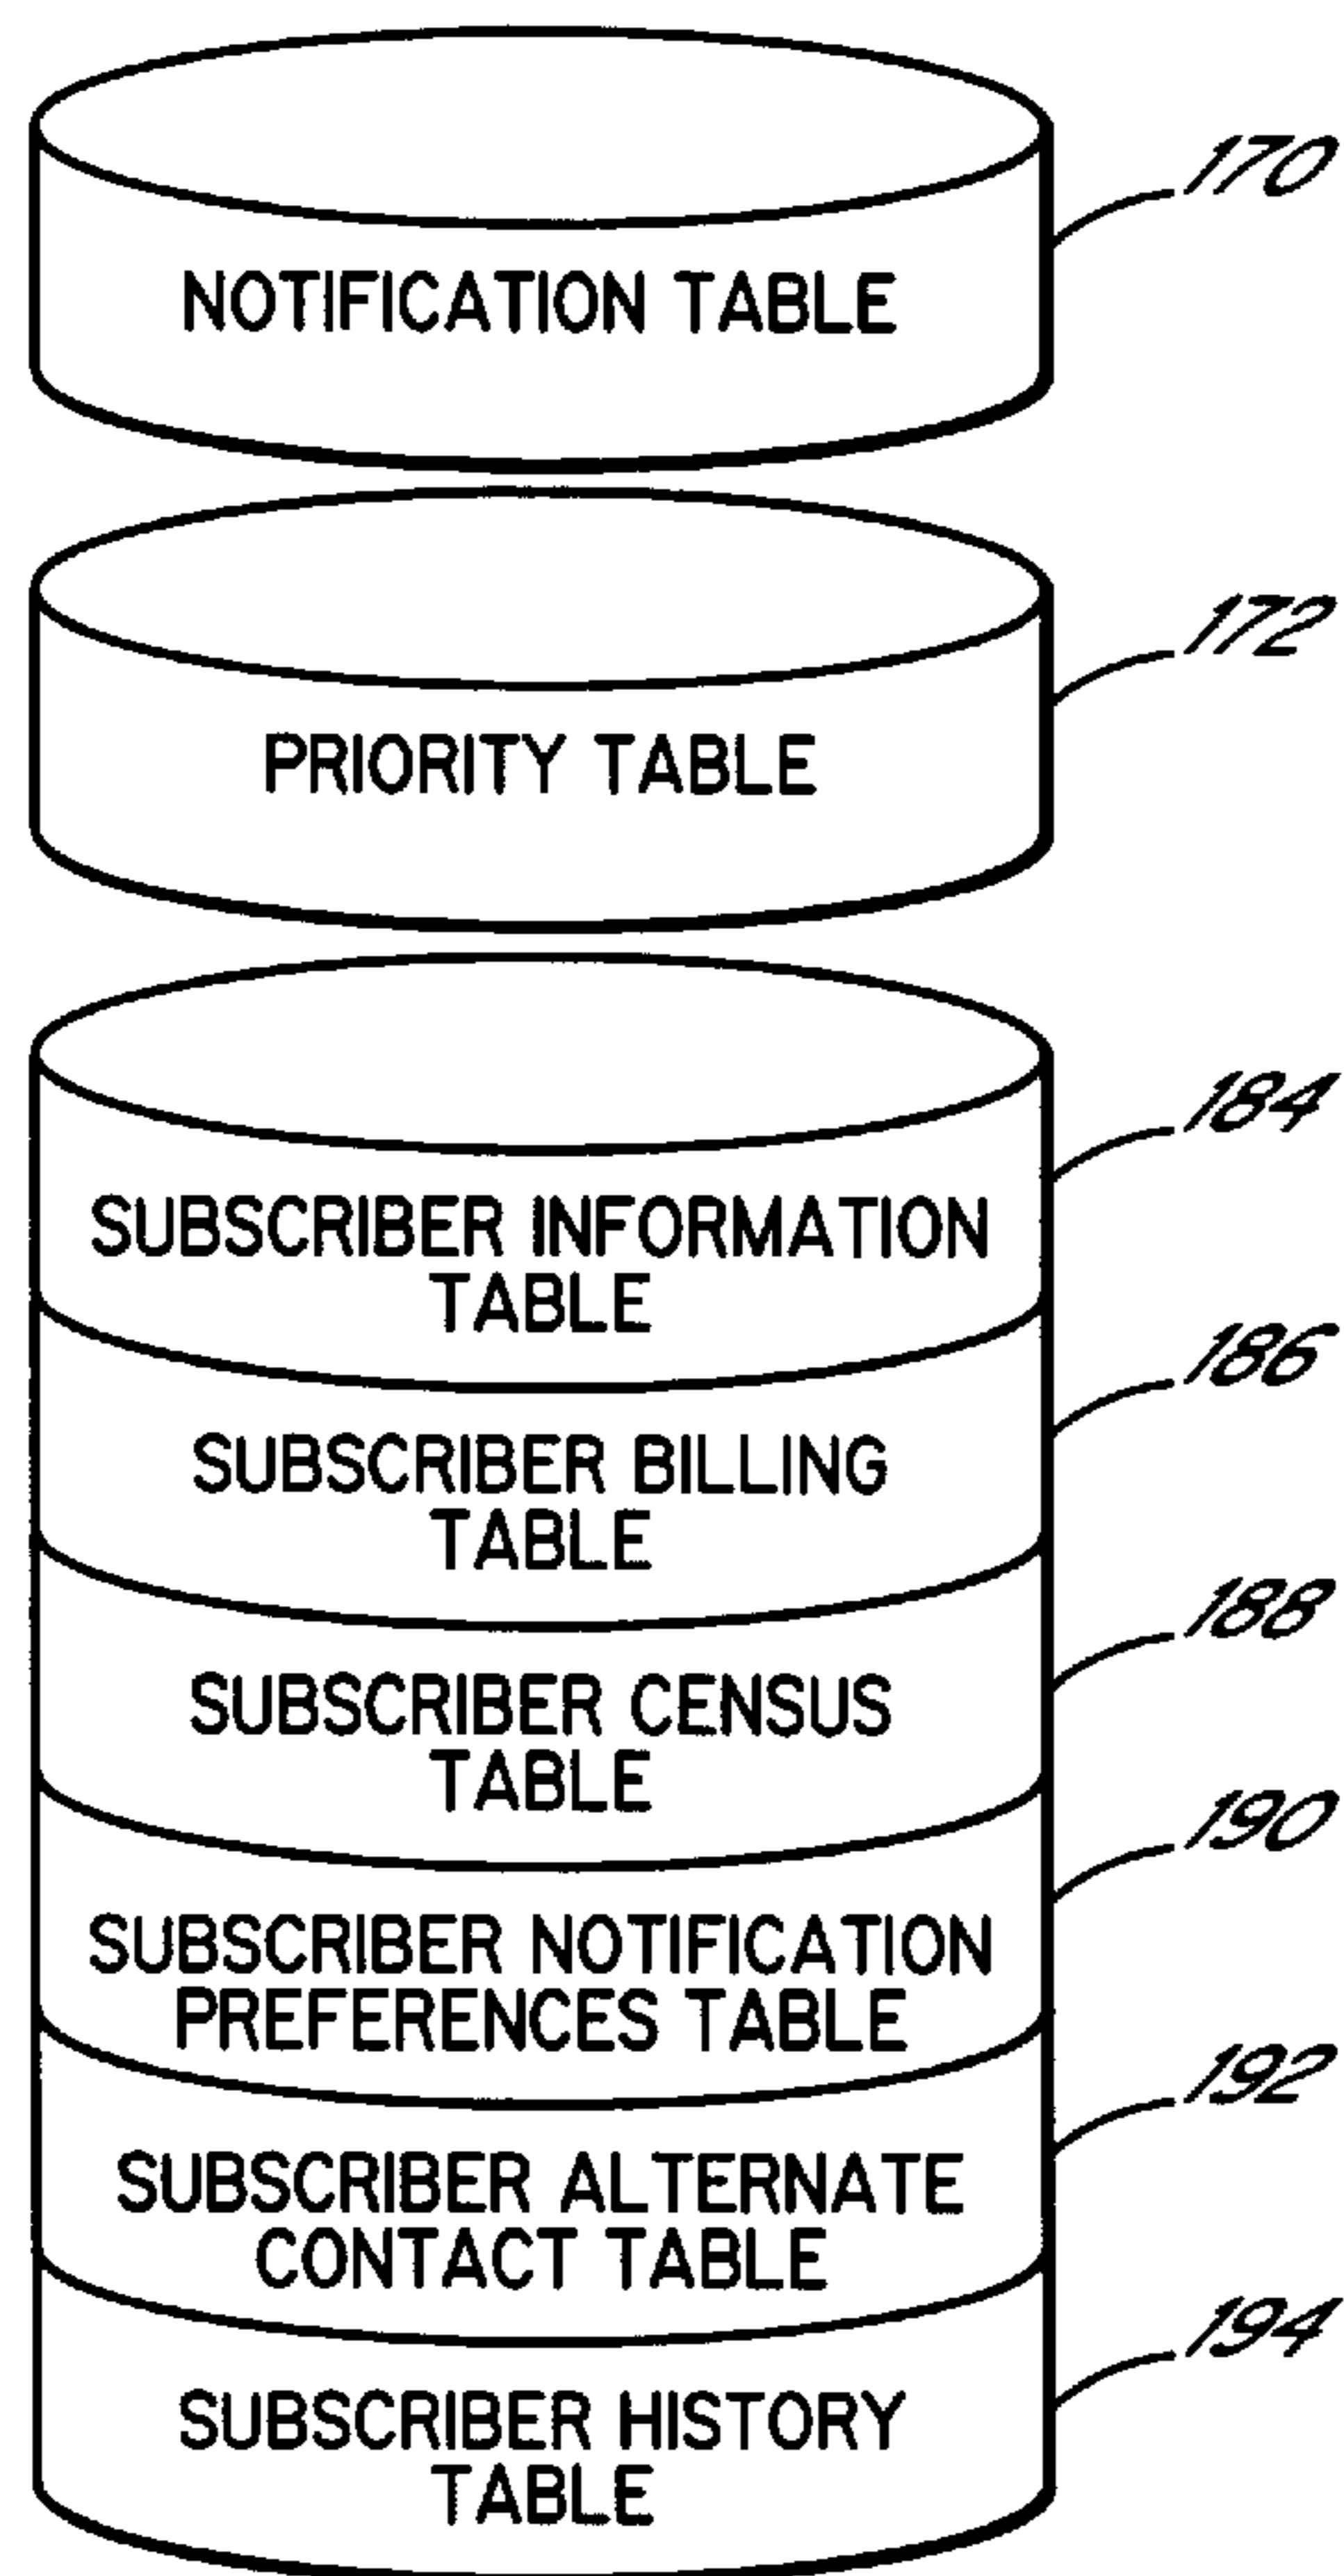 170
NOTIFICATION TABLE
172
PRIORITY TABLE
184
SUBSCRIBER INFORMATION
TABLE
186
SUBSCRIBER BILLING
TABLE
188
SUBSCRIBER CENSUS
TABLE
190
SUBSCRIBER NOTIFICATION
PREFERENCES TABLE
192
SUBSCRIBER ALTERNATE
CONTACT TABLE
194
SUBSCRIBER HISTORY
TABLE